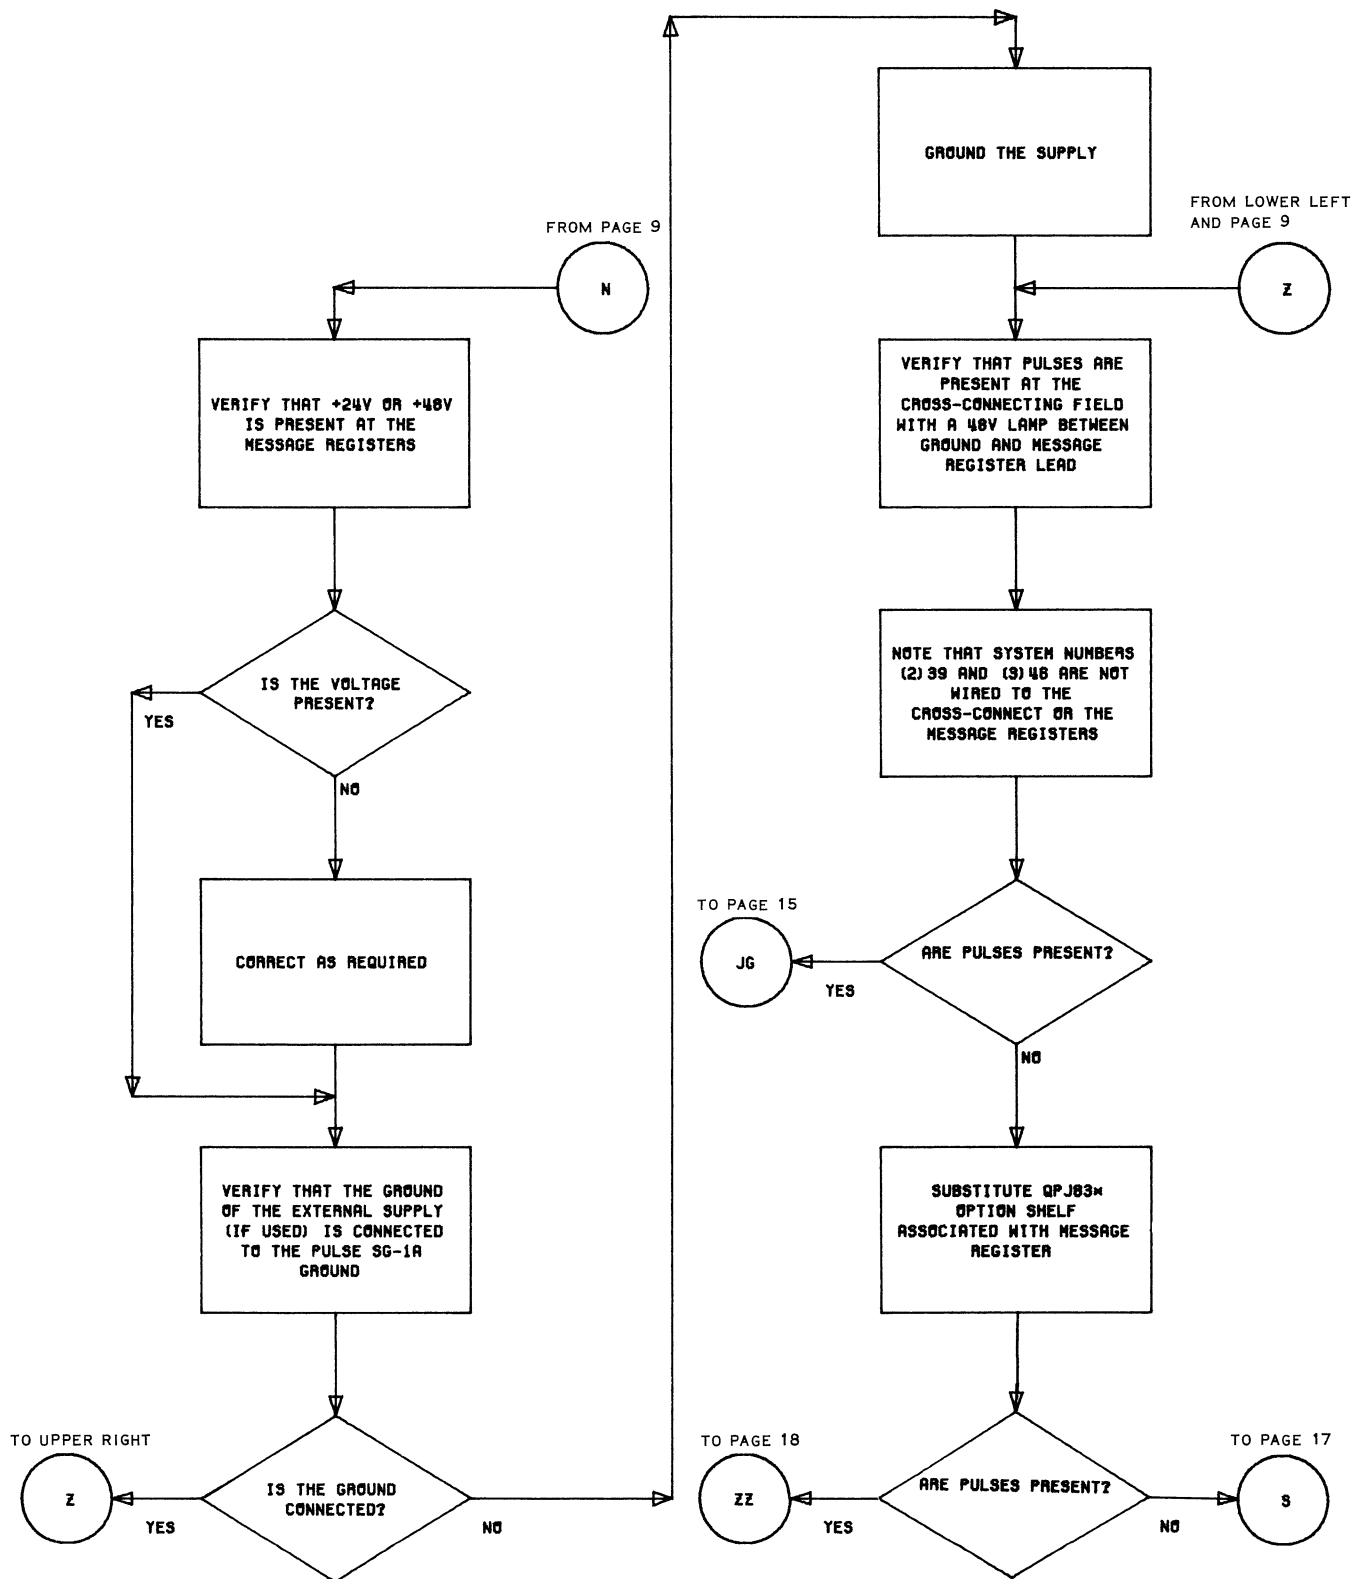 FROM PAGE 9
N
VERIFY THAT +24V OR +48V
IS PRESENT AT THE
MESSAGE REGISTERS
IS THE VOLTAGE
PRESENT?
YES
NO
CORRECT AS REQUIRED
VERIFY THAT THE GROUND
OF THE EXTERNAL SUPPLY
(IF USED) IS CONNECTED
TO THE PULSE SG-1A
GROUND
TO UPPER RIGHT
Z
IS THE GROUND
CONNECTED?
YES
NO
GROUND THE SUPPLY
FROM LOWER LEFT
AND PAGE 9
Z
VERIFY THAT PULSES ARE
PRESENT AT THE
CROSS-CONNECTING FIELD
WITH A 48V LAMP BETWEEN
GROUND AND MESSAGE
REGISTER LEAD
NOTE THAT SYSTEM NUMBERS
(2)39 AND (3)48 ARE NOT
WIRED TO THE
CROSS-CONNECT OR THE
MESSAGE REGISTERS
TO PAGE 15
JG
ARE PULSES PRESENT?
YES
NO
SUBSTITUTE QPJ83*
OPTION SHELF
ASSOCIATED WITH MESSAGE
REGISTER
TO PAGE 18
ZZ
ARE PULSES PRESENT?
YES
NO
TO PAGE 17
S